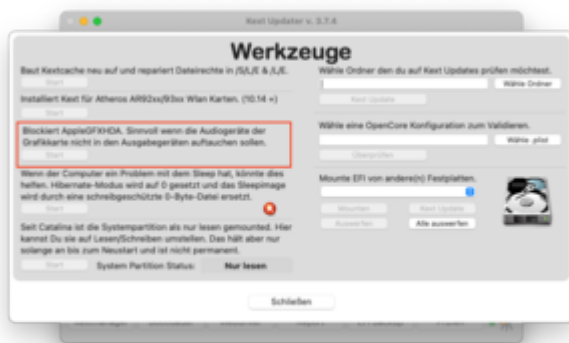 Kext Updater v. 3.7.4
Werkzeuge
Baut Kextcache neu auf und repariert Dateirechte in /S/L/E & /L/E.
Start
Installiert Kext für Atheros AR92xx/93xx Wlan Karten. (10.14 +)
Start
Blockiert AppleGFXHDA. Sinnvoll wenn die Audiogeräte der
Grafikkarte nicht in den Ausgabegeräten auftauchen sollen.
Start
Wenn der Computer ein Problem mit dem Sleep hat, könnte dies
helfen. Hibernate-Modus wird auf 0 gesetzt und das Sleepimage
wird durch eine schreibgeschützte 0-Byte-Datei ersetzt.
Start
Seit Catalina ist die Systempartition als nur lesen gemounted. Hier
kannst Du sie auf Lesen/Schreiben umstellen. Das hält aber nur
solange an bis zum Neustart und ist nicht permanent.
Start System Partition Status: Nur lesen
Wähle Ordner den du auf Kext Updates prüfen möchtest.
Wähle Ordner
Kext Update
Wähle eine OpenCore Konfiguration zum Validieren.
Wähle .plist
Überprüfen
Mounte EFI von andere(n) Festplatten.
Mounten Kext Update
Auswerfen Alle auswerfen
Schließen